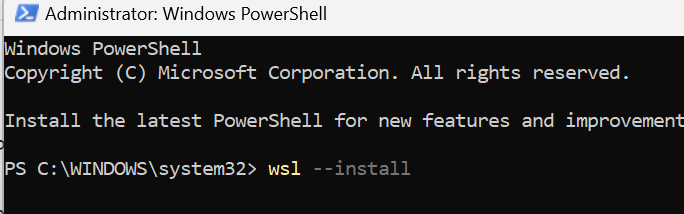 Administrator: Windows PowerShell
Windows PowerShell
Copyright (C) Microsoft Corporation. All rights reserved.
Install the latest PowerShell for new features and improvement
PS C:\WINDOWS\system32> wsl --install